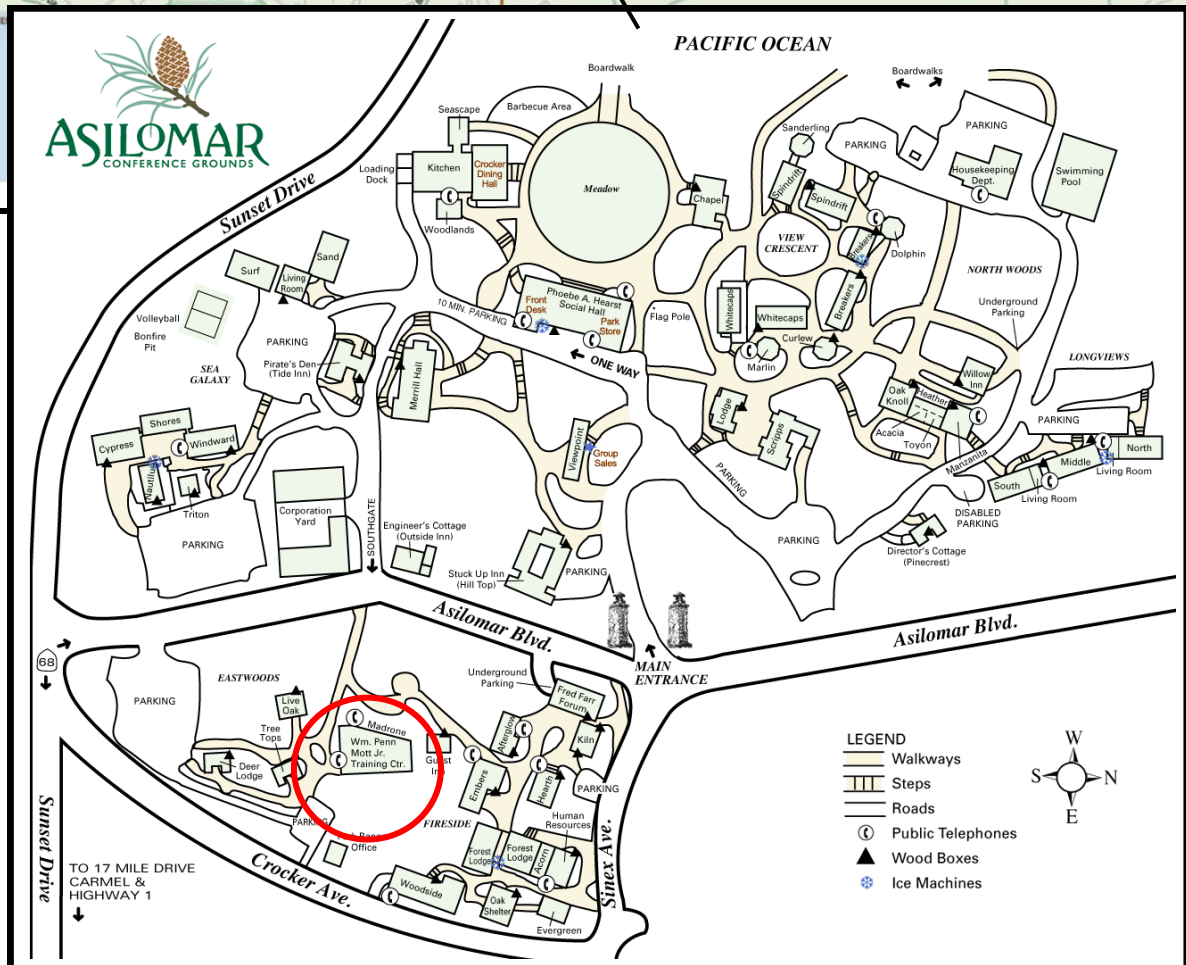 PACIFIC OCEAN
ASILOMAR
CONFERENCE GROUNDS
Boardwalk
Boardwalks
Barbecue Area
Seascape
Loading
Dock
Kitchen
Crocker
Dining
Hall
Woodlands
Meadow
Chapel
Sanderling
Spindrift
Spindrift
PARKING
PARKING
Housekeeping
Dept.
Swimming
Pool
Sunset Drive
VIEW
CRESCENT
Breakers
Dolphin
NORTH WOODS
Underground
Parking
Surf
Living
Room
Sand
Volleyball
Bonfire
Pit
PARKING
10 MIN. PARKING
Front
Desk
Phoebe A. Hearst
Social Hall
Park
Store
Flag Pole
Whitecaps
Whitecaps
Breakers
Curlew
Marlin
ONE WAY
LONGVIEWS
SEA
GALAXY
Pirate's Den
(Tide Inn)
Merrill Hall
Lodge
Scripps
Oak
Knoll
Heather
Willow
Inn
Acacia
Toyon
Manzanita
PARKING
North
Middle
Living Room
South
Living Room
DISABLED
PARKING
Shores
Cypress
Windward
Nautilus
Triton
PARKING
Corporation
Yard
SOUTHGATE
Viewpoint
Group
Sales
PARKING
PARKING
Director's Cottage
(Pinecrest)
Engineer's Cottage
(Outside Inn)
Stuck Up Inn
(Hill Top)
PARKING
Asilomar Blvd.
Asilomar Blvd.
MAIN
ENTRANCE
68
PARKING
EASTWOODS
Live
Oak
Tree
Tops
Deer
Lodge
Madrone
Wm. Penn
Mott Jr.
Training Ctr.
Guest
Inn
Underground
Parking
Fred Farr
Forum
Kiln
Afterglow
Embers
Hearth
PARKING
FIRESIDE
Human
Resources
Forest
Lodge
Forest
Lodge
Acorn
PARKING
Office
Woodside
Oak
Shelter
Evergreen
Sinex Ave.
Crocker Ave.
Sunset Drive
TO 17 MILE DRIVE
CARMEL &
HIGHWAY 1
LEGEND
Walkways
Steps
Roads
Public Telephones
Wood Boxes
Ice Machines
W
S N
E